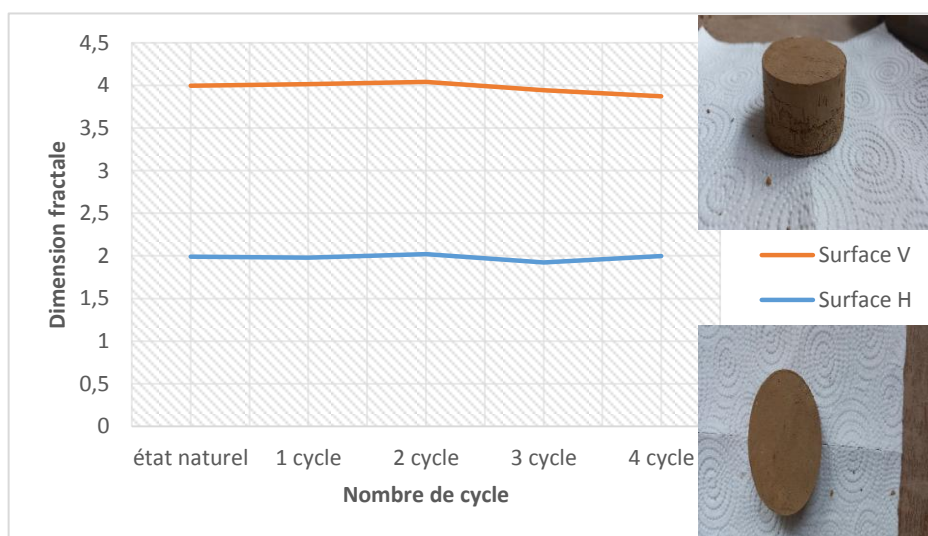 4,5
4
3,5
3
2,5
2
1,5
1
0,5
0
Dimension fractale
état naturel
1 cycle
2 cycle
3 cycle
4 cycle
Nombre de cycle
Surface V
Surface H